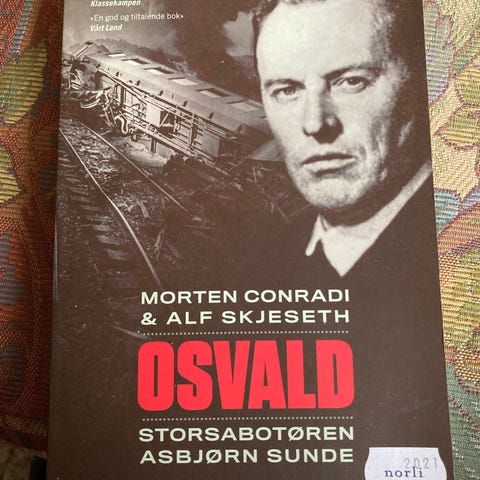 Klassekampen
«En god og tiltalende bok»
Vårt Land
MORTEN CONRADI
& ALF SKJESETH
OSVALD
STORSABOTØREN
ASBJØRN SUNDE
2021
norli